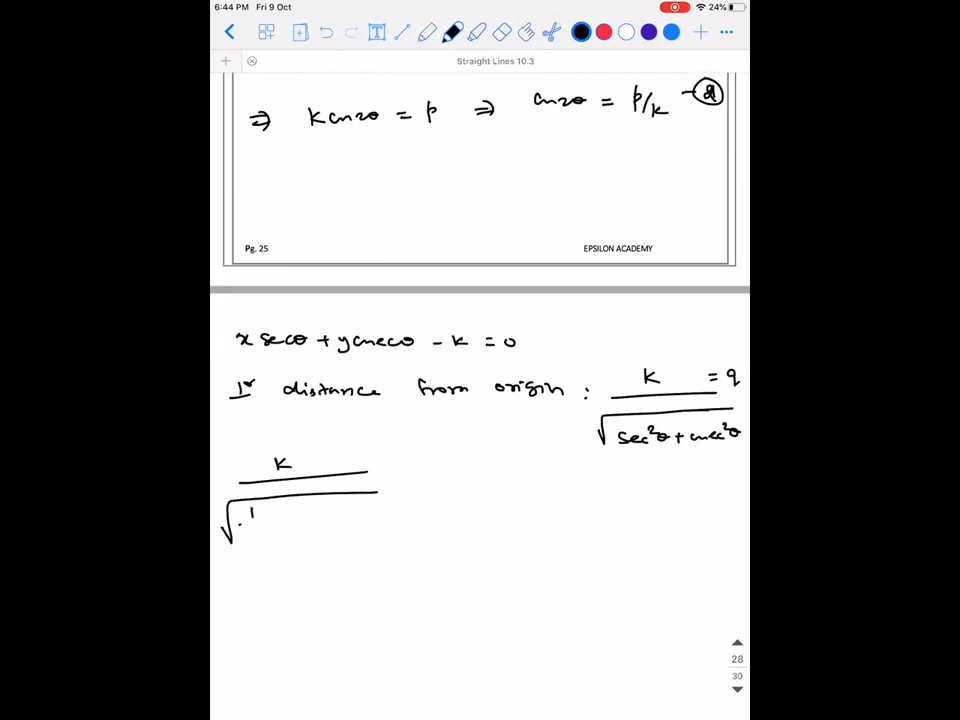 6:44 PM Fri 9 Oct 24%
Straight Lines 10.3
⇒ k cos2θ = p ⇒ cos2θ = p/k
Pg. 25 EPSILON ACADEMY
x secθ + y cosecθ - k = 0
distance from origin : k / √(sec²θ + cosec²θ) = q
k
√ 1
28
30